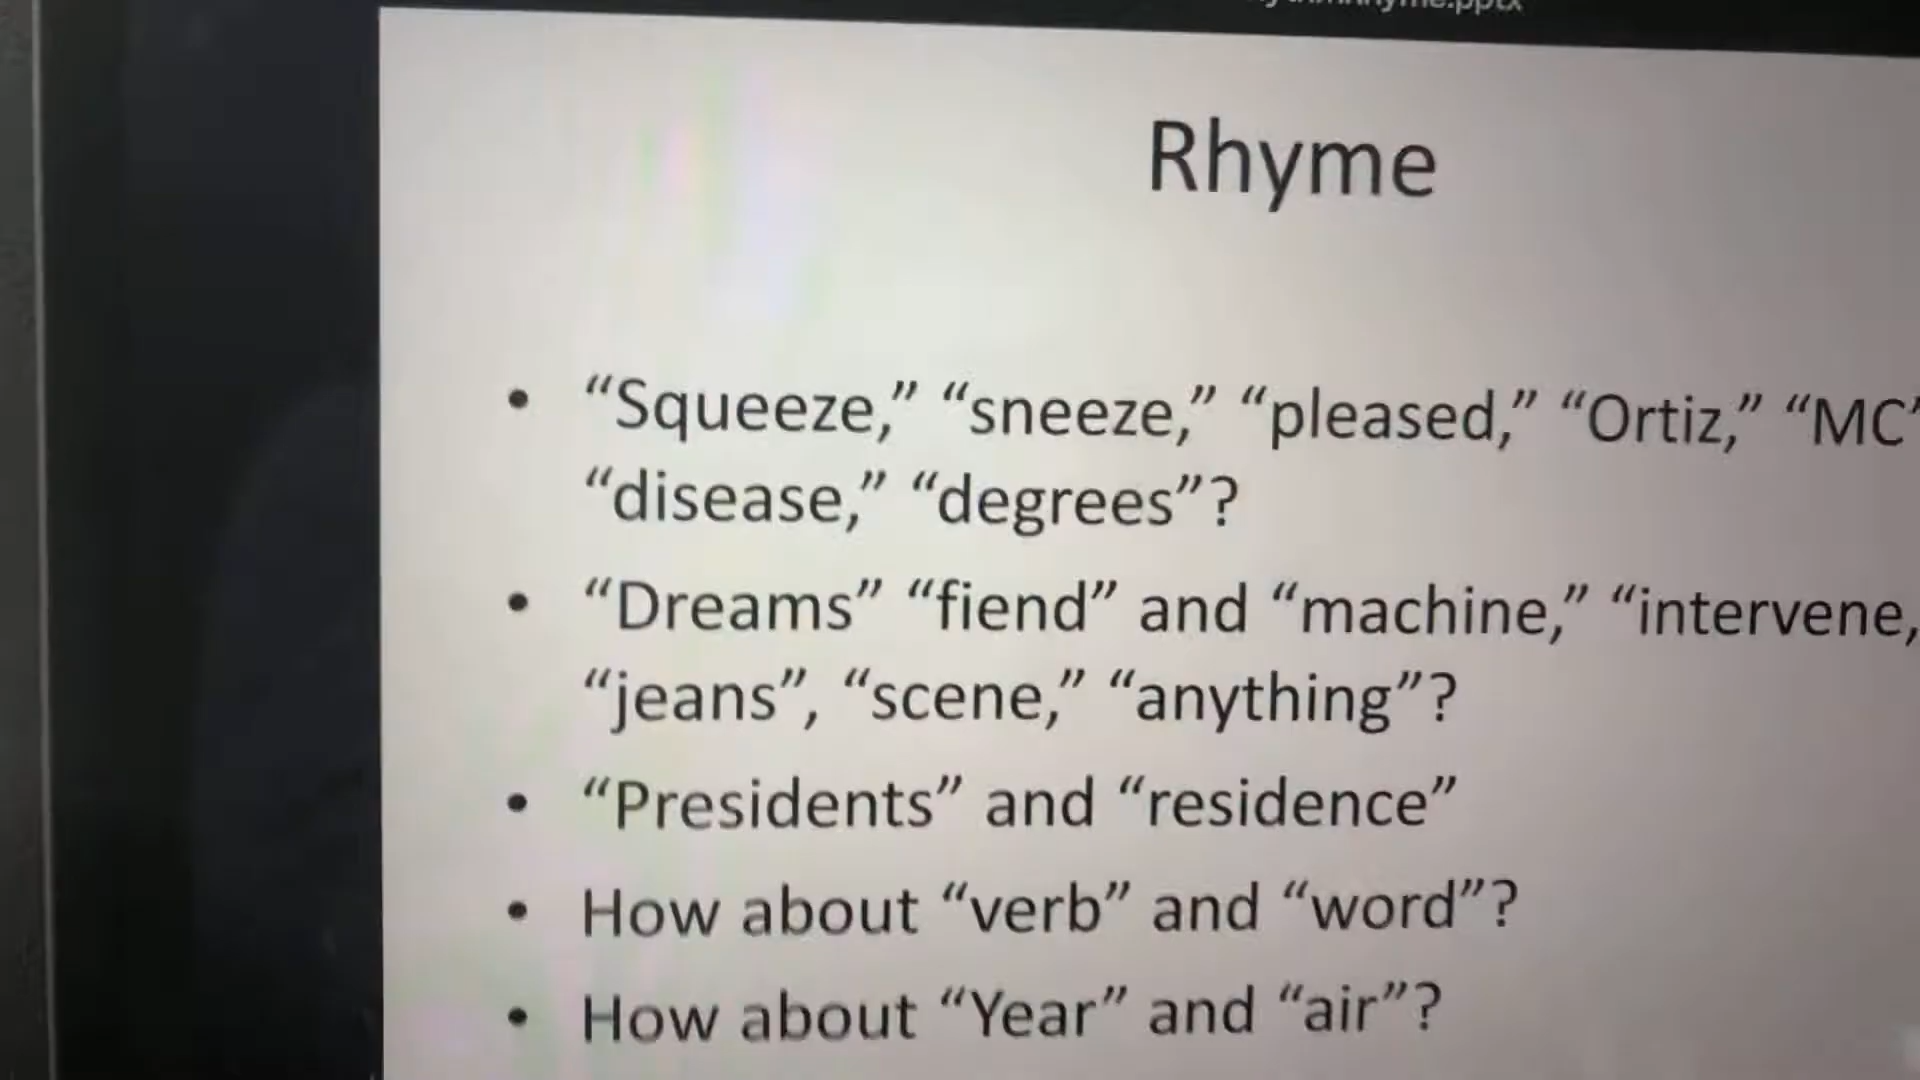 Rhyme
• “Squeeze,” “sneeze,” “pleased,” “Ortiz,” “MC”
“disease,” “degrees”?
• “Dreams” “fiend” and “machine,” “intervene,
“jeans”, “scene,” “anything”?
• “Presidents” and “residence”
• How about “verb” and “word”?
• How about “Year” and “air”?